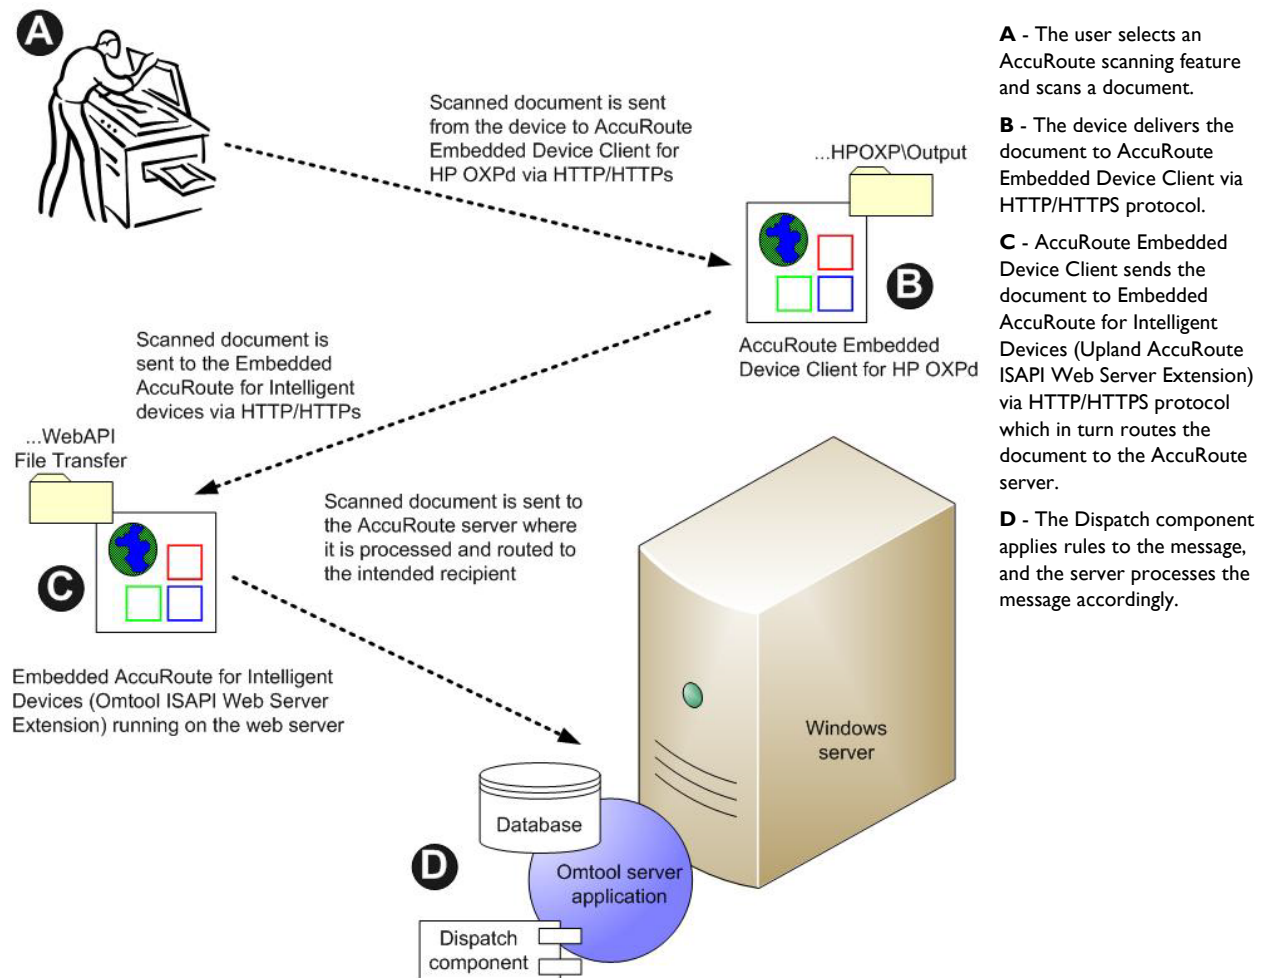 A
Scanned document is sent
from the device to AccuRoute
Embedded Device Client for
HP OXPd via HTTP/HTTPs
...HPOXP\Output
B
AccuRoute Embedded
Device Client for HP OXPd
Scanned document is
sent to the Embedded
AccuRoute for Intelligent
devices via HTTP/HTTPs
...WebAPI
File Transfer
C
Embedded AccuRoute for Intelligent
Devices (Omtool ISAPI Web Server
Extension) running on the web server
Scanned document is sent to
the AccuRoute server where
it is processed and routed to
the intended recipient
Windows
server
Database
D
Omtool server
application
Dispatch
component
A - The user selects an
AccuRoute scanning feature
and scans a document.
B - The device delivers the
document to AccuRoute
Embedded Device Client via
HTTP/HTTPS protocol.
C - AccuRoute Embedded
Device Client sends the
document to Embedded
AccuRoute for Intelligent
Devices (Upland AccuRoute
ISAPI Web Server Extension)
via HTTP/HTTPS protocol
which in turn routes the
document to the AccuRoute
server.
D - The Dispatch component
applies rules to the message,
and the server processes the
message accordingly.